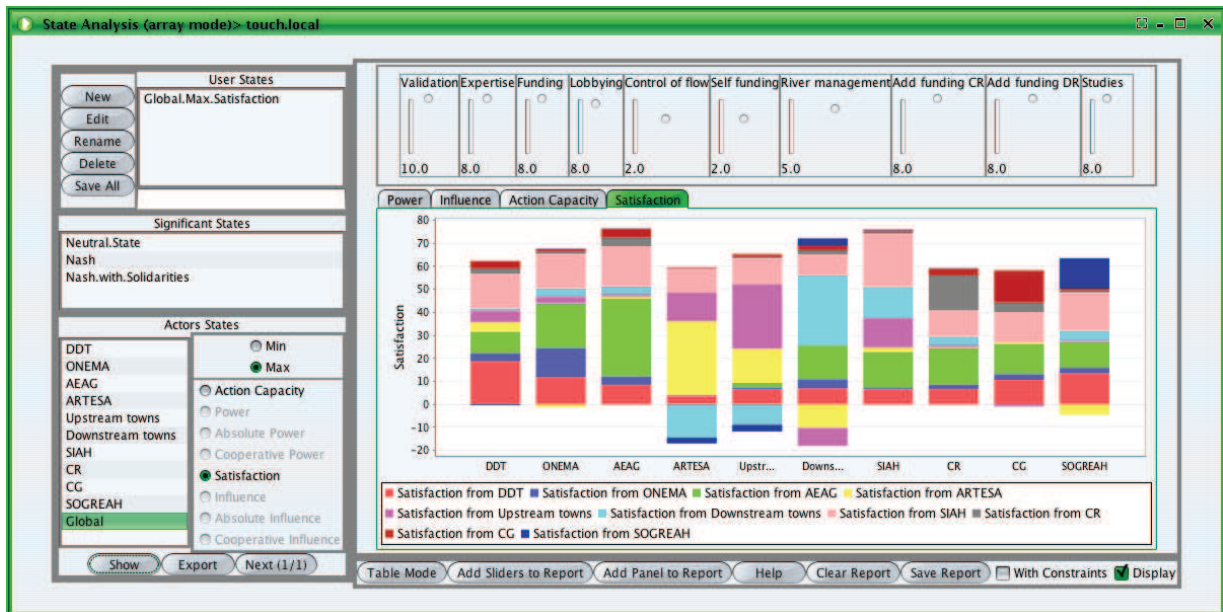 State Analysis (array mode)> touch.local
User States
New
Edit
Rename
Delete
Save All
Global.Max.Satisfaction
Significant States
Neutral.State
Nash
Nash.with.Solidarities
Actors States
DDT
ONEMA
AEAG
ARTESA
Upstream towns
Downstream towns
SIAH
CR
CG
SOGREAH
Global
Min
Max
Action Capacity
Power
Absolute Power
Cooperative Power
Satisfaction
Influence
Absolute Influence
Cooperative Influence
Show Export Next (1/1)
Validation Expertise Funding Lobbying Control of flow Self funding River management Add funding CR Add funding DR Studies
10.0 8.0 8.0 8.0 2.0 2.0 5.0 8.0 8.0 8.0
Power Influence Action Capacity Satisfaction
Satisfaction
80
70
60
50
40
30
20
10
0
-10
-20
DDT ONEMA AEAG ARTESA Upstr... Downs... SIAH CR CG SOGREAH
Satisfaction from DDT Satisfaction from ONEMA Satisfaction from AEAG Satisfaction from ARTESA
Satisfaction from Upstream towns Satisfaction from Downstream towns Satisfaction from SIAH Satisfaction from CR
Satisfaction from CG Satisfaction from SOGREAH
Table Mode Add Sliders to Report Add Panel to Report Help Clear Report Save Report With Constraints Display